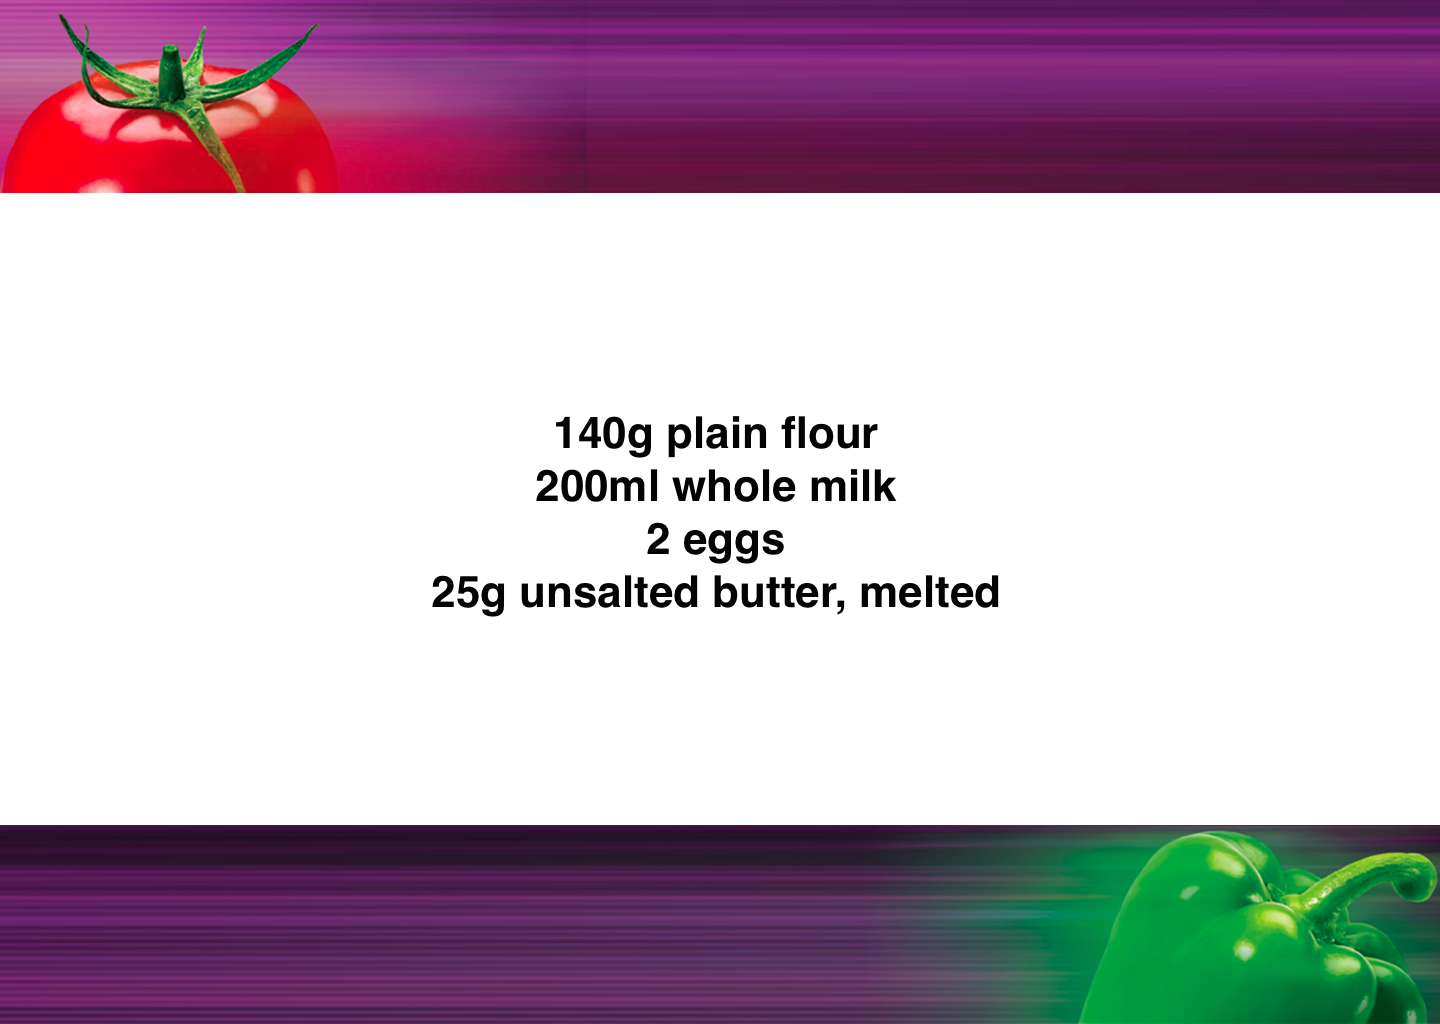 140g plain flour
200ml whole milk
2 eggs
25g unsalted butter, melted